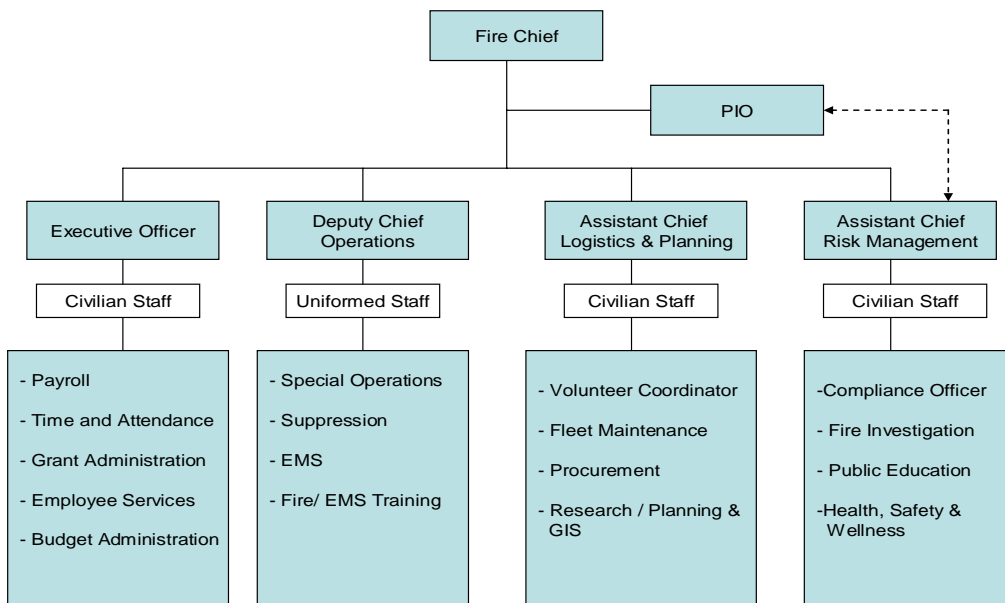 Fire Chief
PIO
Executive Officer
Deputy Chief
Operations
Assistant Chief
Logistics & Planning
Assistant Chief
Risk Management
Civilian Staff
Uniformed Staff
Civilian Staff
Civilian Staff
- Payroll
- Time and Attendance
- Grant Administration
- Employee Services
- Budget Administration
- Special Operations
- Suppression
- EMS
- Fire/ EMS Training
- Volunteer Coordinator
- Fleet Maintenance
- Procurement
- Research / Planning &
GIS
-Compliance Officer
- Fire Investigation
- Public Education
-Health, Safety &
Wellness